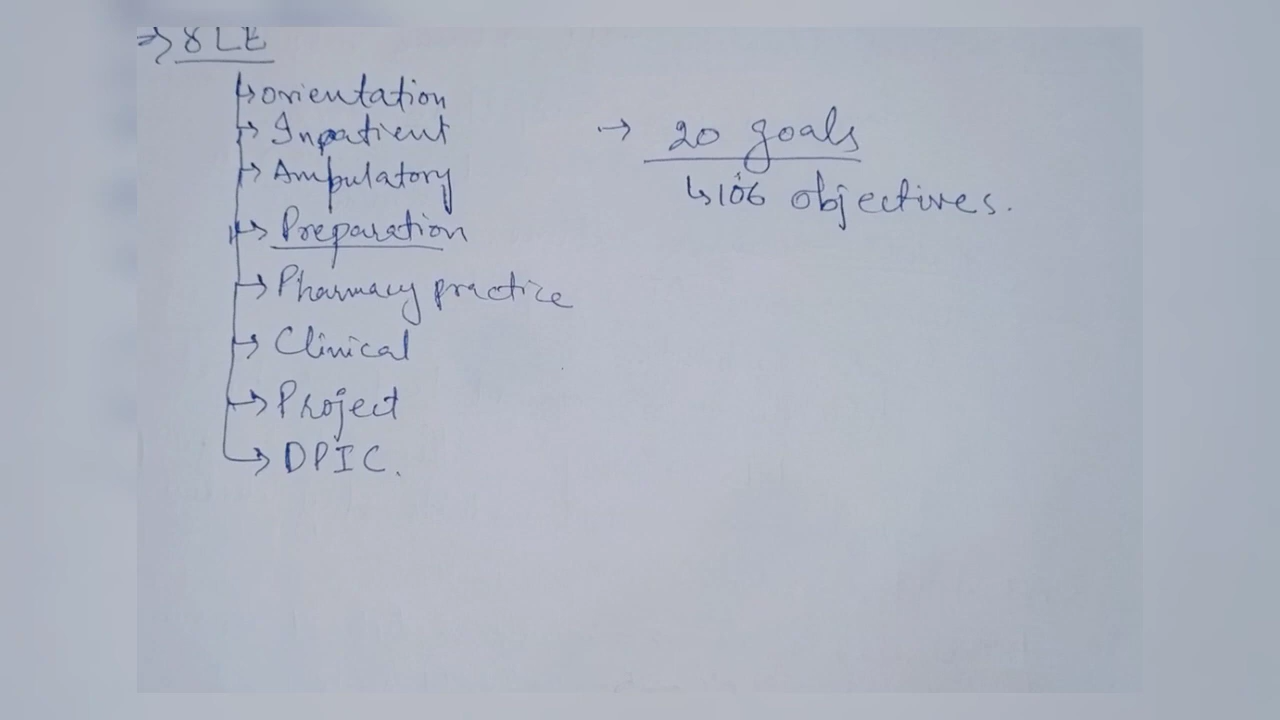 ⇒ 8 LE
→ orientation
→ Inpatient
→ Ambulatory
→ Preparation
→ Pharmacy practice
→ Clinical
→ Project
→ DPIC.
→ 20 goals
↳ 106 objectives.